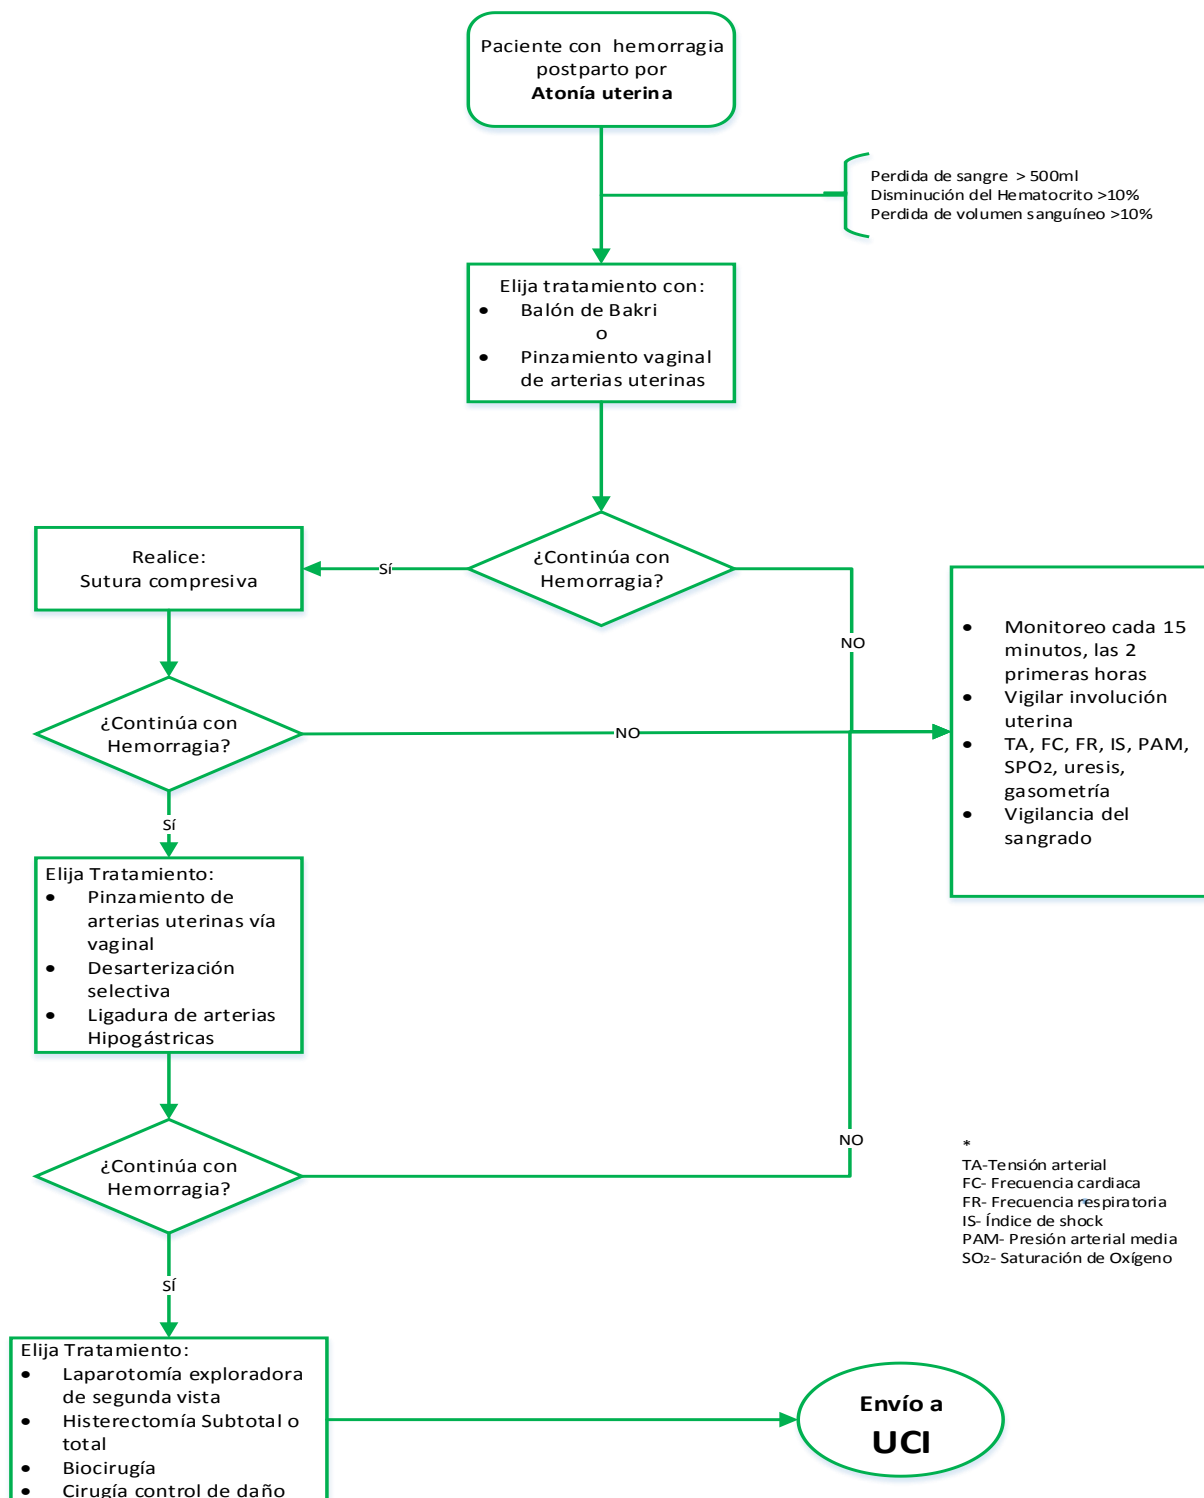 Paciente con hemorragia
postparto por
Atonía uterina
Perdida de sangre > 500ml
Disminución del Hematocrito >10%
Perdida de volumen sanguíneo >10%
Elija tratamiento con:
• Balón de Bakri
o
• Pinzamiento vaginal
de arterias uterinas
¿Continúa con
Hemorragia?
Sí
NO
Realice:
Sutura compresiva
• Monitoreo cada 15
minutos, las 2
primeras horas
• Vigilar involución
uterina
• TA, FC, FR, IS, PAM,
SPO2, uresis,
gasometría
• Vigilancia del
sangrado
¿Continúa con
Hemorragia?
NO
Sí
Elija Tratamiento:
• Pinzamiento de
arterias uterinas vía
vaginal
• Desarterización
selectiva
• Ligadura de arterias
Hipogástricas
¿Continúa con
Hemorragia?
NO
Sí
*
TA-Tensión arterial
FC- Frecuencia cardiaca
FR- Frecuencia respiratoria
IS- Índice de shock
PAM- Presión arterial media
SO2- Saturación de Oxígeno
Elija Tratamiento:
• Laparotomía exploradora
de segunda vista
• Histerectomía Subtotal o
total
• Biocirugía
• Cirugía control de daño
Envío a
UCI